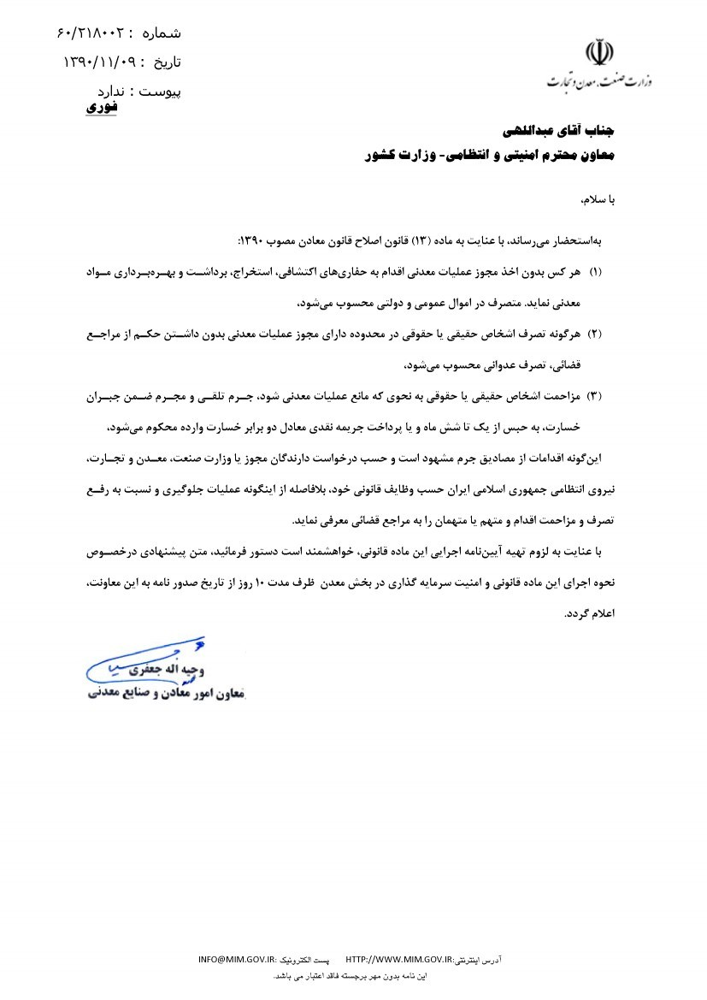 شماره : ۶۰/۲۱۸۰۰۲
تاریخ : ۱۳۹۰/۱۱/۰۹
پیوست : ندارد
فوری
وزارت صنعت، معدن و تجارت
جناب آقای عبداللهی
معاون محترم امنیتی و انتظامی- وزارت کشور
با سلام،
به‌استحضار می‌رساند، با عنایت به ماده (۱۳) قانون اصلاح قانون معادن مصوب ۱۳۹۰:
(۱) هر کس بدون اخذ مجوز عملیات معدنی اقدام به حفاری‌های اکتشافی، استخراج، برداشت و بهره‌برداری مواد
معدنی نماید. متصرف در اموال عمومی و دولتی محسوب می‌شود،
(۲) هرگونه تصرف اشخاص حقیقی یا حقوقی در محدوده دارای مجوز عملیات معدنی بدون داشتن حکم از مراجع
قضائی، تصرف عدوانی محسوب می‌شود،
(۳) مزاحمت اشخاص حقیقی یا حقوقی به نحوی که مانع عملیات معدنی شود، جرم تلقی و مجرم ضمن جبران
خسارت، به حبس از یک تا شش ماه و یا پرداخت جریمه نقدی معادل دو برابر خسارت وارده محکوم می‌شود،
این‌گونه اقدامات از مصادیق جرم مشهود است و حسب درخواست دارندگان مجوز یا وزارت صنعت، معدن و تجارت،
نیروی انتظامی جمهوری اسلامی ایران حسب وظایف قانونی خود، بلافاصله از اینگونه عملیات جلوگیری و نسبت به رفع
تصرف و مزاحمت اقدام و متهم یا متهمان را به مراجع قضائی معرفی نماید.
با عنایت به لزوم تهیه آیین‌نامه اجرایی این ماده قانونی، خواهشمند است دستور فرمائید، متن پیشنهادی درخصوص
نحوه اجرای این ماده قانونی و امنیت سرمایه گذاری در بخش معدن ظرف مدت ۱۰ روز از تاریخ صدور نامه به این معاونت،
اعلام گردد.
وجیه اله جعفری
معاون امور معادن و صنایع معدنی
آدرس اینترنتی:HTTP://WWW.MIM.GOV.IR پست الکترونیک :INFO@MIM.GOV.IR
این نامه بدون مهر برجسته فاقد اعتبار می باشد.